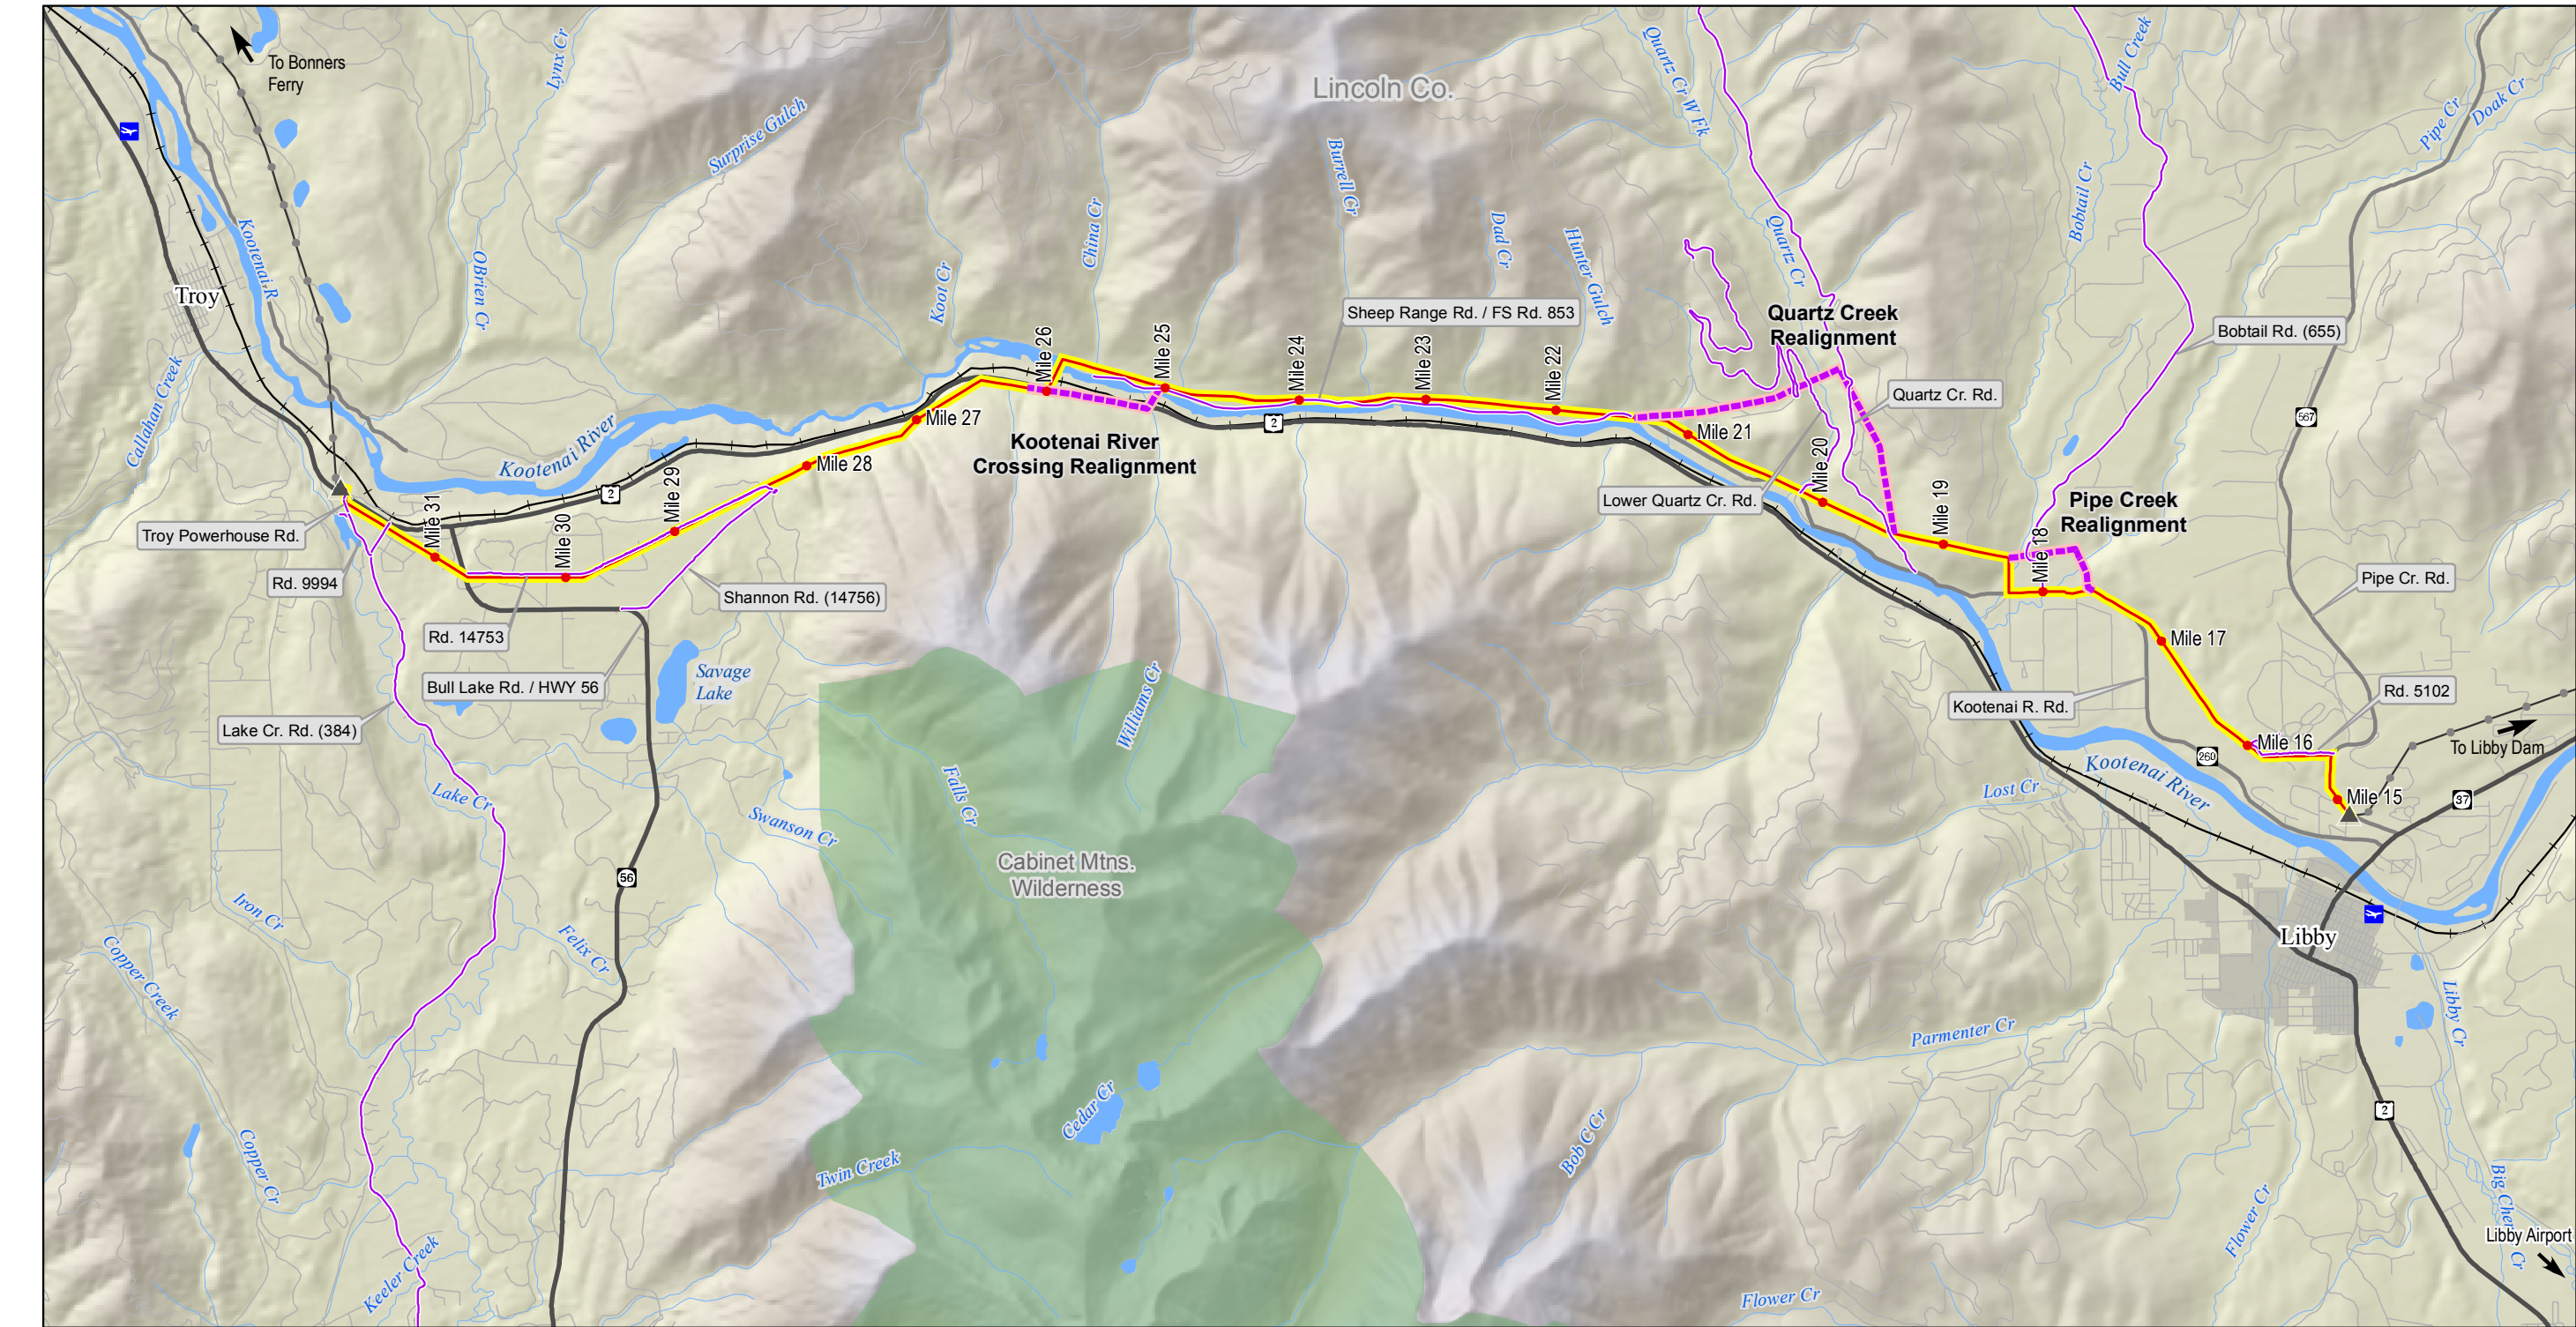 To Bonners
Ferry
Lynx Cr
Surprise Gulch
Lincoln Co.
Quartz Cr W Fk
Bull Creek
Pipe Cr
Doak Cr
Kootenai R
OBrien Cr
Koot Cr
China Cr
Burrell Cr
Dad Cr
Hunter Gulch
Quartz Cr
Bobtail Cr
Troy
Callahan Creek
Sheep Range Rd. / FS Rd. 853
Quartz Creek
Realignment
Bobtail Rd. (655)
Mile 26
Mile 25
Mile 24
Mile 23
Mile 22
Quartz Cr. Rd.
567
2
Mile 27
Mile 21
Kootenai River
Crossing Realignment
Kootenai River
Mile 28
2
Mile 29
Mile 20
Lower Quartz Cr. Rd.
Mile 19
Pipe Creek
Realignment
Mile 18
Troy Powerhouse Rd.
Mile 31
Mile 30
Rd. 9994
Shannon Rd. (14756)
Pipe Cr. Rd.
Rd. 14753
Mile 17
Savage
Lake
Bull Lake Rd. / HWY 56
Williams Cr
Kootenai R. Rd.
Rd. 5102
Lake Cr. Rd. (384)
Mile 16
260
To Libby Dam
Kootenai River
Lake Cr
Falls Cr
Lost Cr
Mile 15
37
Swanson Cr
Cabinet Mtns.
Wilderness
56
Iron Cr
Felix Cr
Copper Creek
Libby
Libby Cr
Parmenter Cr
Cedar Cr
Bob C Cr
2
Copper Cr
Twin Creek
Flower Cr
Big Cher
Cr
Libby Airport
Keeler Creek
Flower Cr